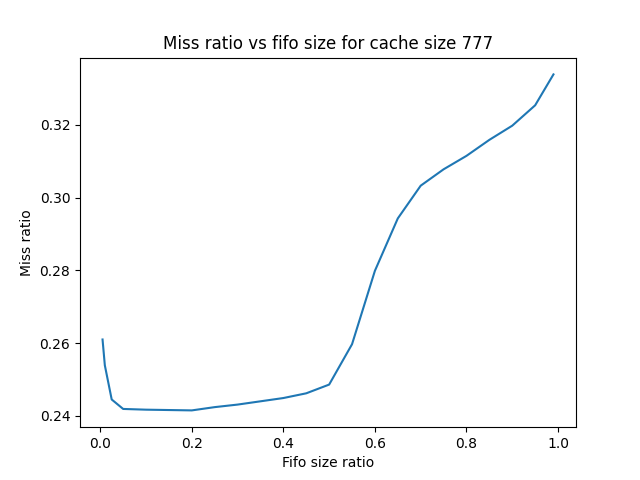 Miss ratio vs fifo size for cache size 777
Miss ratio
0.32
0.30
0.28
0.26
0.24
0.0 0.2 0.4 0.6 0.8 1.0
Fifo size ratio